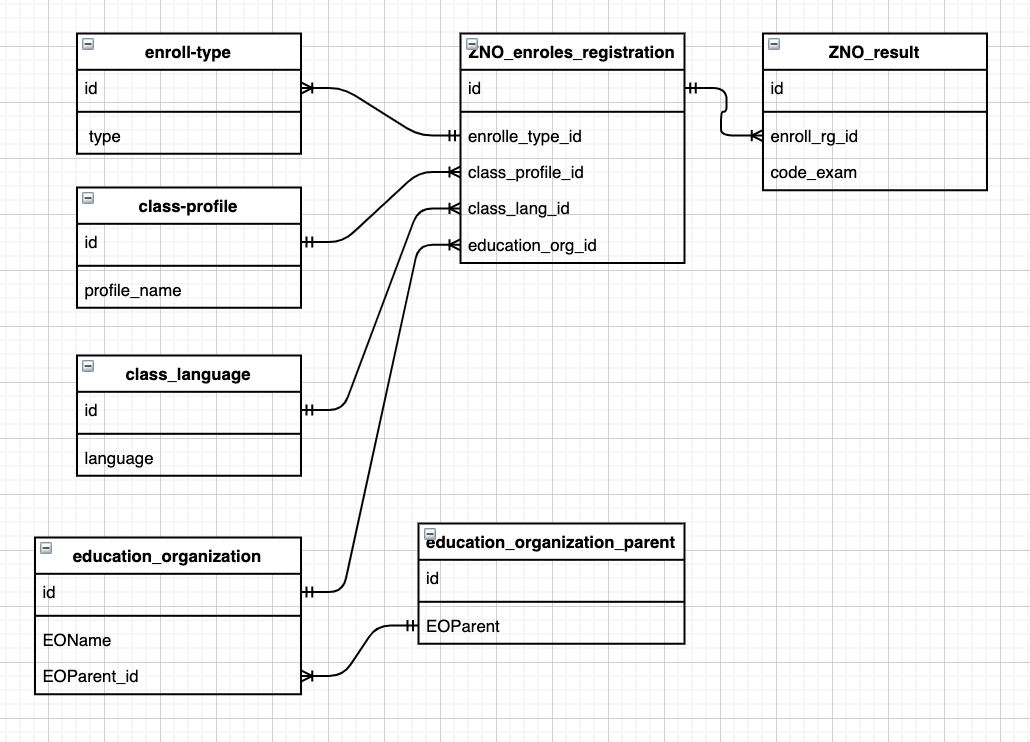 enroll-type
id
type
class-profile
id
profile_name
class_language
id
language
education_organization
id
EOName
EOParent_id
ZNO_enroles_registration
id
enrolle_type_id
class_profile_id
class_lang_id
education_org_id
education_organization_parent
id
EOParent
ZNO_result
id
enroll_rg_id
code_exam